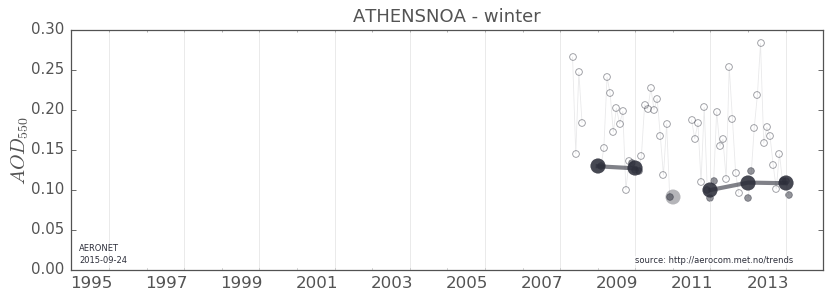 ATHENSNOA - winter
0.30
0.25
0.20
0.15
0.10
0.05
0.00
AOD550
AERONET
2015-09-24
source: http://aerocom.met.no/trends
1995 1997 1999 2001 2003 2005 2007 2009 2011 2013